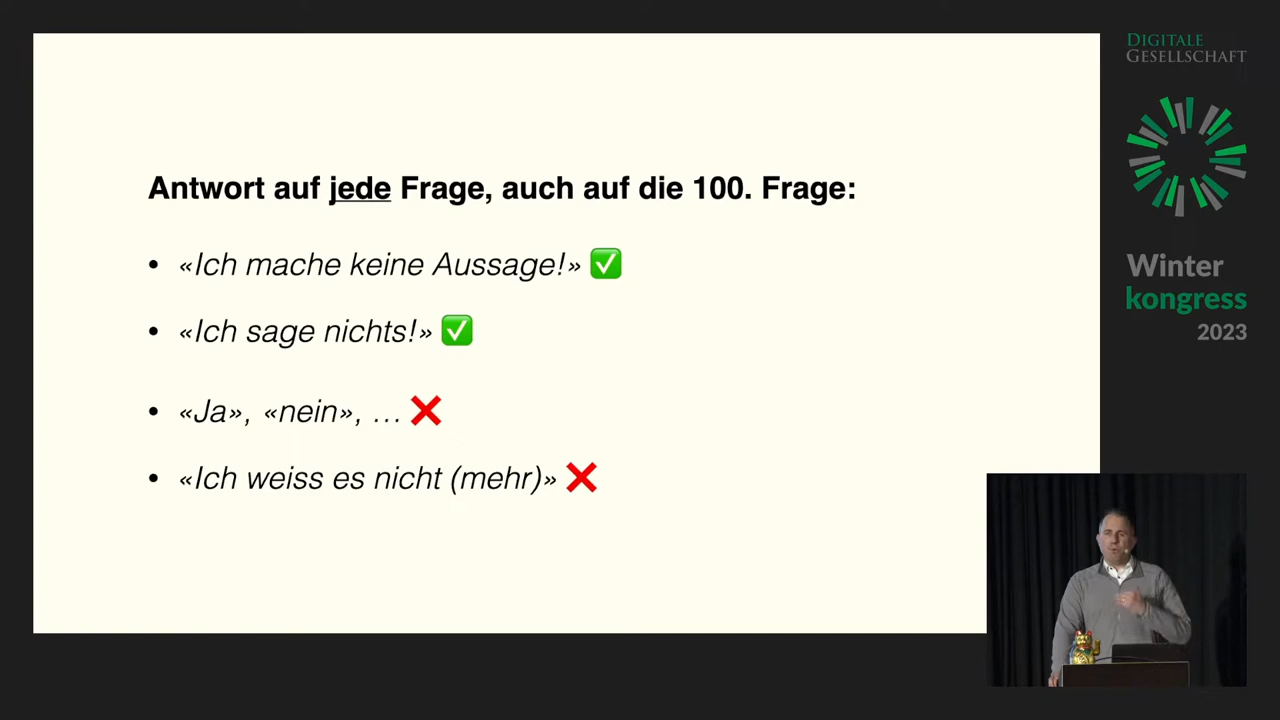 Antwort auf jede Frage, auch auf die 100. Frage:
• «Ich mache keine Aussage!» ✅
• «Ich sage nichts!» ✅
• «Ja», «nein», … ❌
• «Ich weiss es nicht (mehr)» ❌
DIGITALE
GESELLSCHAFT
Winter
kongress
2023